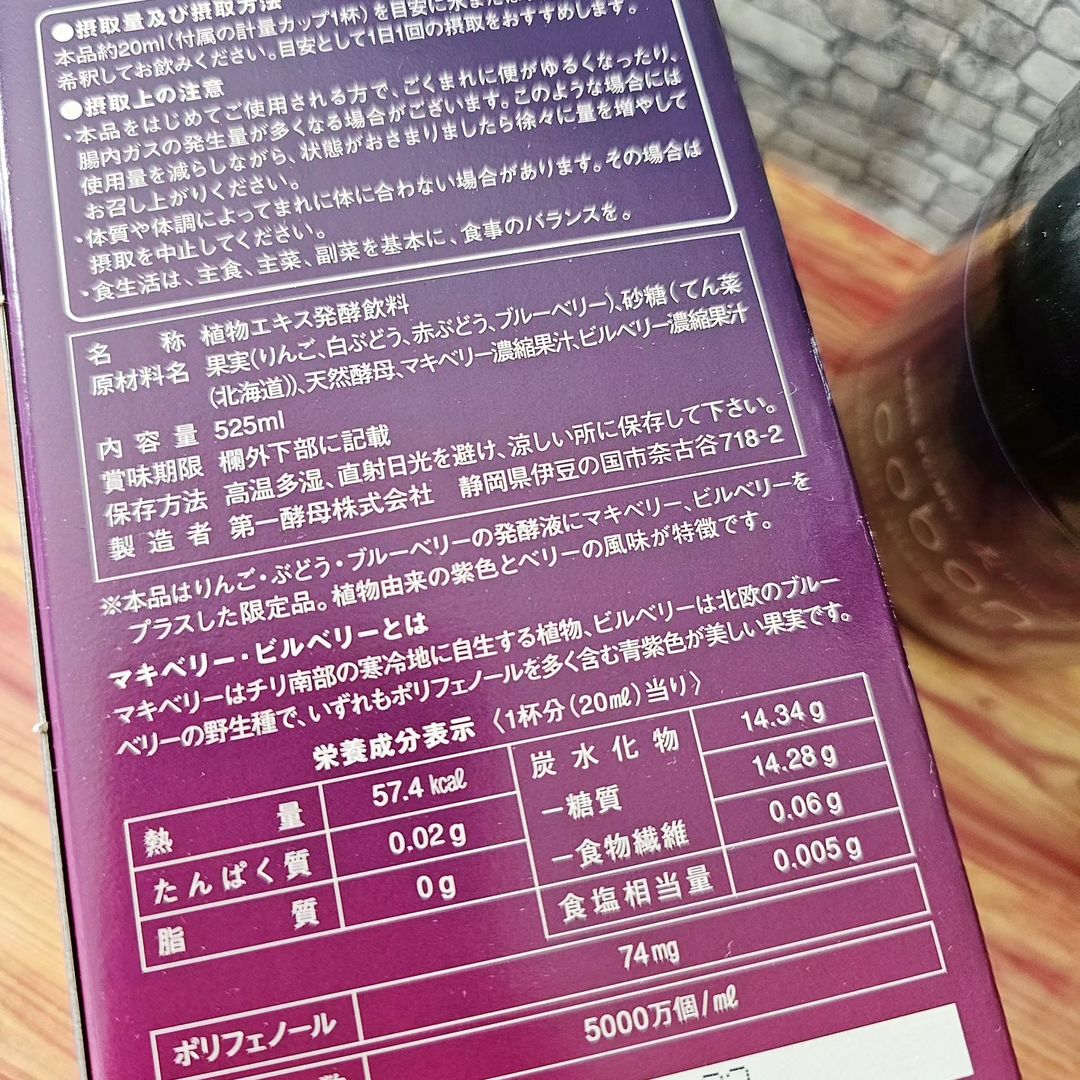 ●摂取量及び摂取方法
本品約20ml(付属の計量カップ1杯)を目安に水または
希釈してお飲みください。目安として1日1回の摂取をおすすめします。
●摂取上の注意
・本品をはじめてご使用される方で、ごくまれに便がゆるくなったり、
腸内ガスの発生量が多くなる場合がございます。このような場合には
使用量を減らしながら、状態がおさまりましたら徐々に量を増やして
お召し上がりください。
・体質や体調によってまれに体に合わない場合があります。その場合は
摂取を中止してください。
・食生活は、主食、主菜、副菜を基本に、食事のバランスを。
名称 植物エキス発酵飲料
原材料名 果実(りんご、白ぶどう、赤ぶどう、ブルーベリー)、砂糖(てん菜
(北海道))、天然酵母、マキベリー濃縮果汁、ビルベリー濃縮果汁
内容量 525ml
賞味期限 欄外下部に記載
保存方法 高温多湿、直射日光を避け、涼しい所に保存して下さい。
製造者 第一酵母株式会社 静岡県伊豆の国市奈古谷718-2
※本品はりんご・ぶどう・ブルーベリーの発酵液にマキベリー、ビルベリーを
プラスした限定品。植物由来の紫色とベリーの風味が特徴です。
マキベリー・ビルベリーとは
マキベリーはチリ南部の寒冷地に自生する植物、ビルベリーは北欧のブルー
ベリーの野生種で、いずれもポリフェノールを多く含む青紫色が美しい果実です。
栄養成分表示 〈1杯分(20㎖)当り〉
熱量 57.4㎉
たんぱく質 0.02g
脂質 0g
炭水化物 14.34g
－糖質 14.28g
－食物繊維 0.06g
食塩相当量 0.005g
ポリフェノール 74㎎
5000万個/㎖